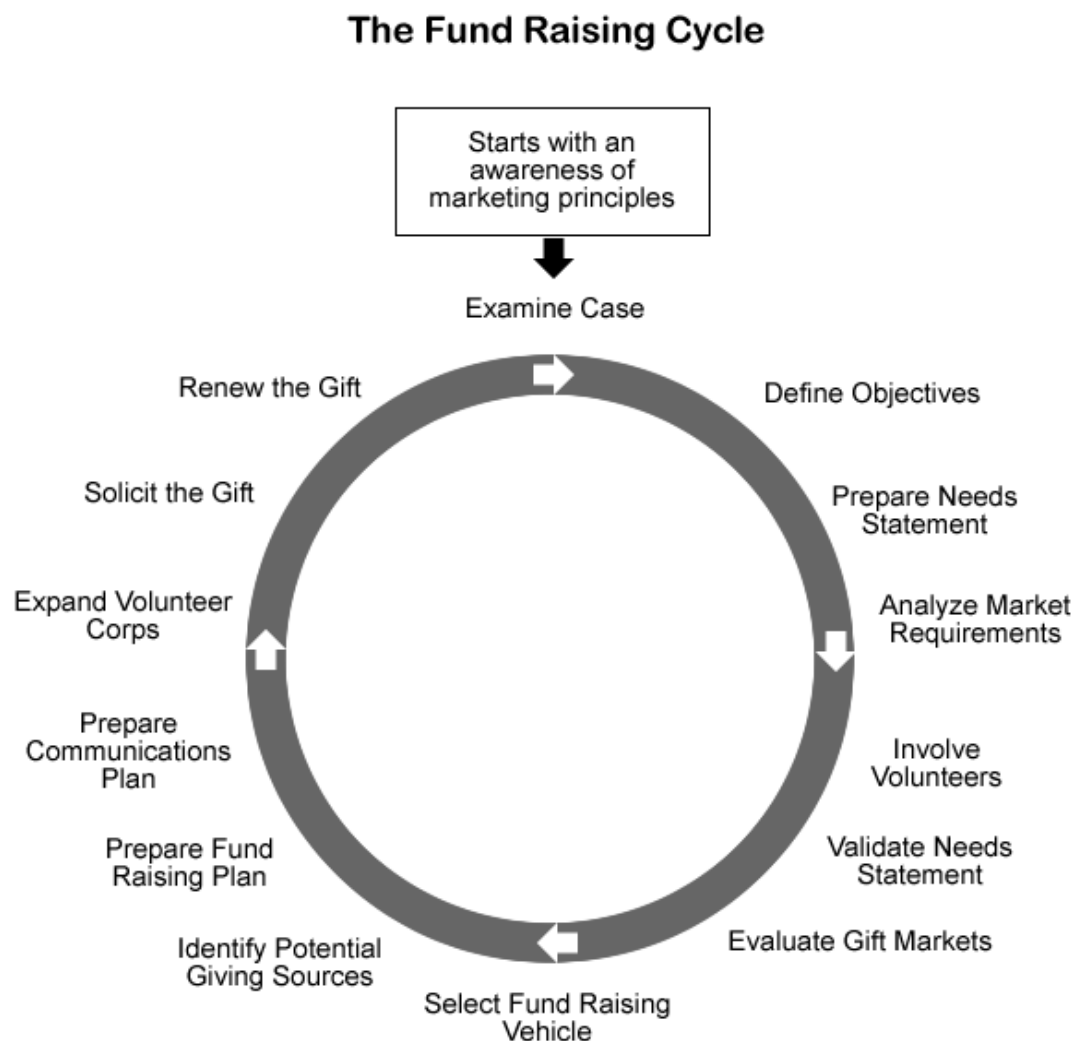 The Fund Raising Cycle
Starts with an
awareness of
marketing principles
Examine Case
Define Objectives
Prepare Needs
Statement
Analyze Market
Requirements
Involve
Volunteers
Validate Needs
Statement
Evaluate Gift Markets
Select Fund Raising
Vehicle
Identify Potential
Giving Sources
Prepare Fund
Raising Plan
Prepare
Communications
Plan
Expand Volunteer
Corps
Solicit the Gift
Renew the Gift